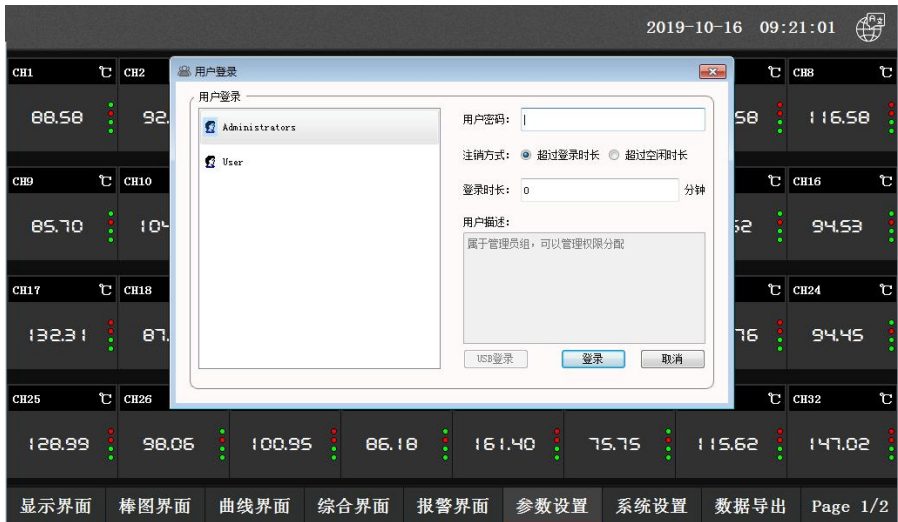 2019-10-16 09:21:01
CH1 ℃ CH2 ℃ CH8 ℃
用户登录
用户登录
88.58 92. 58 116.58
Administrators
User
用户密码:
注销方式: 超过登录时长 超过空闲时长
CH9 ℃ CH10 ℃ CH16 ℃
登录时长: 0 分钟
85.70 104 62 94.53
用户描述:
属于管理员组，可以管理权限分配
CH17 ℃ CH18 ℃ CH24 ℃
132.31 87. 76 94.45
USB登录 登录 取消
CH25 ℃ CH26 ℃ CH32 ℃
128.99 98.06 100.95 86.18 161.40 75.75 115.62 147.02
显示界面 棒图界面 曲线界面 综合界面 报警界面 参数设置 系统设置 数据导出 Page 1/2